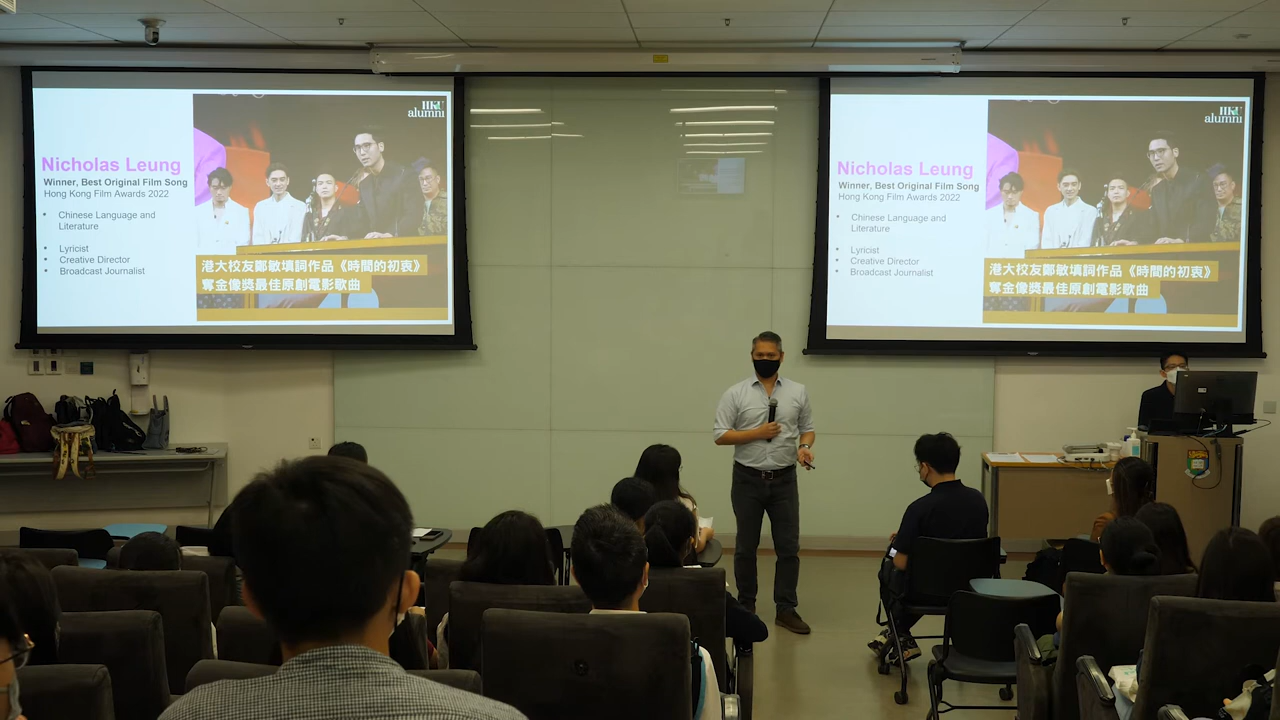 HKU
alumni
Nicholas Leung
Winner, Best Original Film Song
Hong Kong Film Awards 2022
• Chinese Language and
Literature
• Lyricist
• Creative Director
• Broadcast Journalist
港大校友鄭敏填詞作品《時間的初衷》
奪金像獎最佳原創電影歌曲
HKU
alumni
Nicholas Leung
Winner, Best Original Film Song
Hong Kong Film Awards 2022
• Chinese Language and
Literature
• Lyricist
• Creative Director
• Broadcast Journalist
港大校友鄭敏填詞作品《時間的初衷》
奪金像獎最佳原創電影歌曲